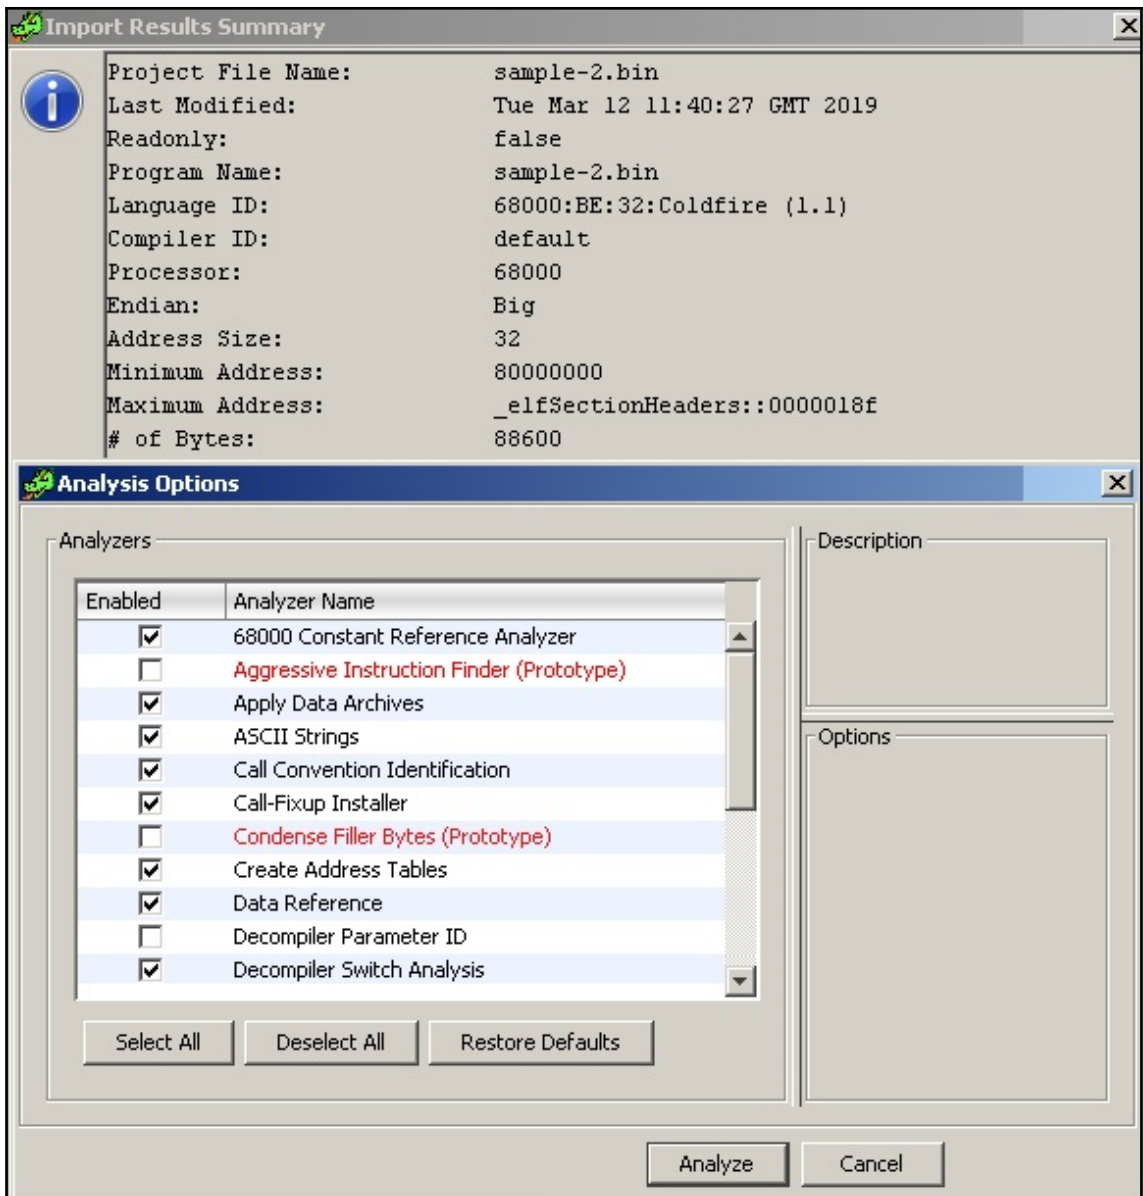 Import Results Summary
Project File Name: sample-2.bin
Last Modified: Tue Mar 12 11:40:27 GMT 2019
Readonly: false
Program Name: sample-2.bin
Language ID: 68000:BE:32:Coldfire (1.1)
Compiler ID: default
Processor: 68000
Endian: Big
Address Size: 32
Minimum Address: 80000000
Maximum Address: _elfSectionHeaders::0000018f
# of Bytes: 88600
Analysis Options
Analyzers
Enabled Analyzer Name
68000 Constant Reference Analyzer
Aggressive Instruction Finder (Prototype)
Apply Data Archives
ASCII Strings
Call Convention Identification
Call-Fixup Installer
Condense Filler Bytes (Prototype)
Create Address Tables
Data Reference
Decompiler Parameter ID
Decompiler Switch Analysis
Select All Deselect All Restore Defaults
Description
Options
Analyze Cancel